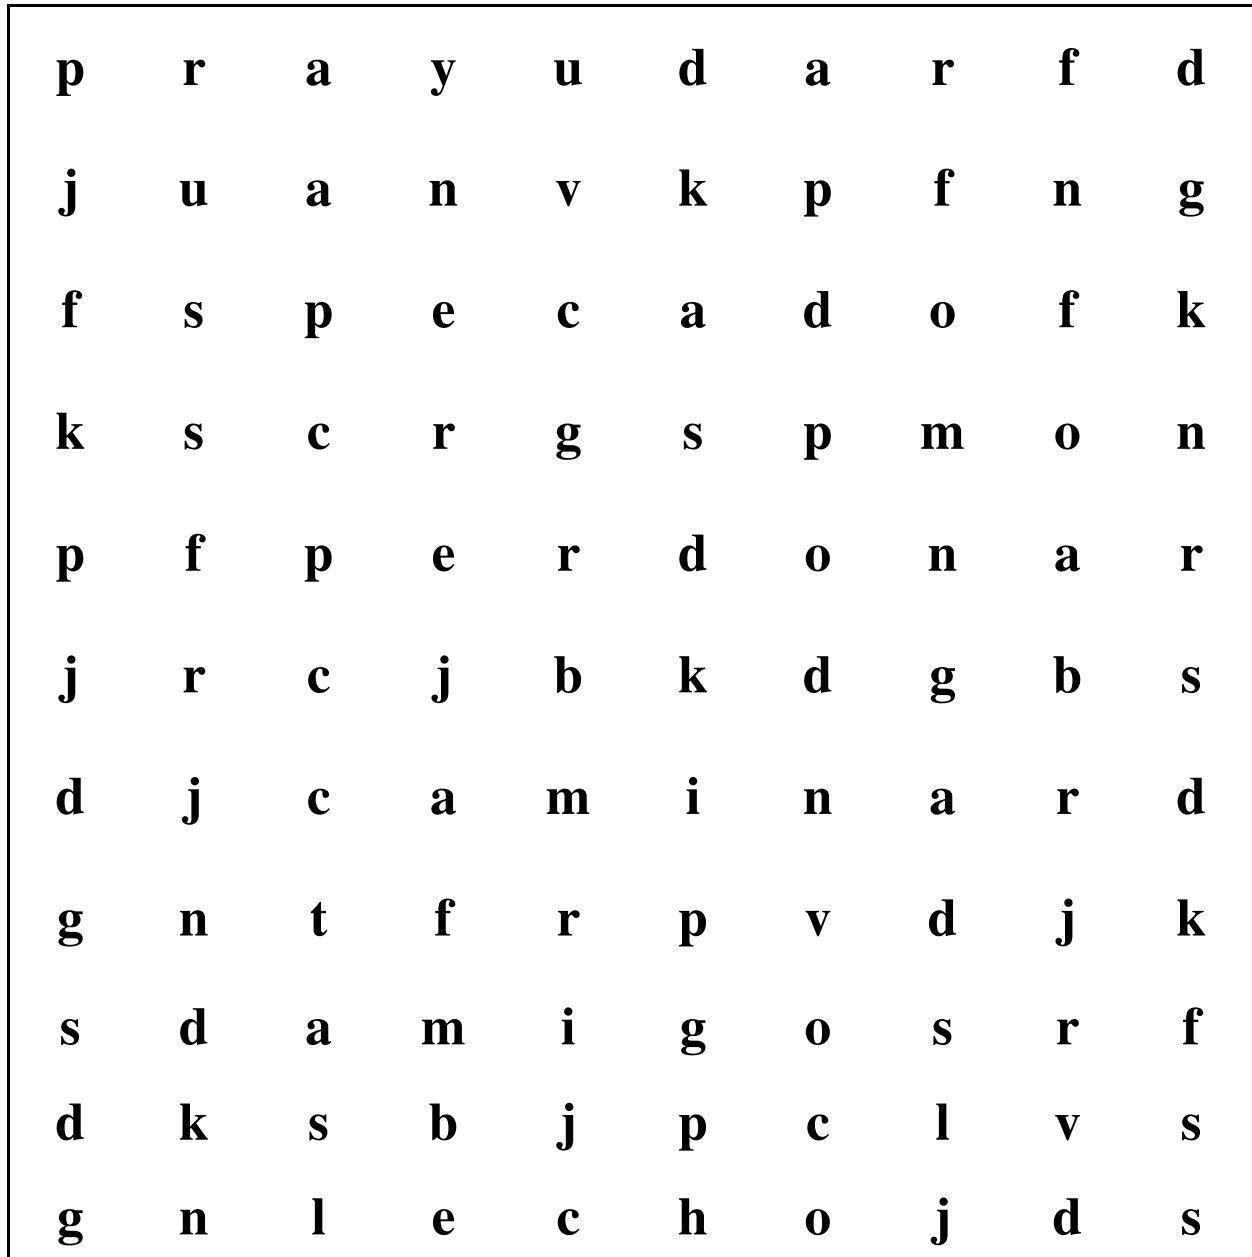 p r a y u d a r f d
j u a n v k p f n g
f s p e c a d o f k
k s c r g s p m o n
p f p e r d o n a r
j r c j b k d g b s
d j c a m i n a r d
g n t f r p v d j k
s d a m i g o s r f
d k s b j p c l v s
g n l e c h o j d s